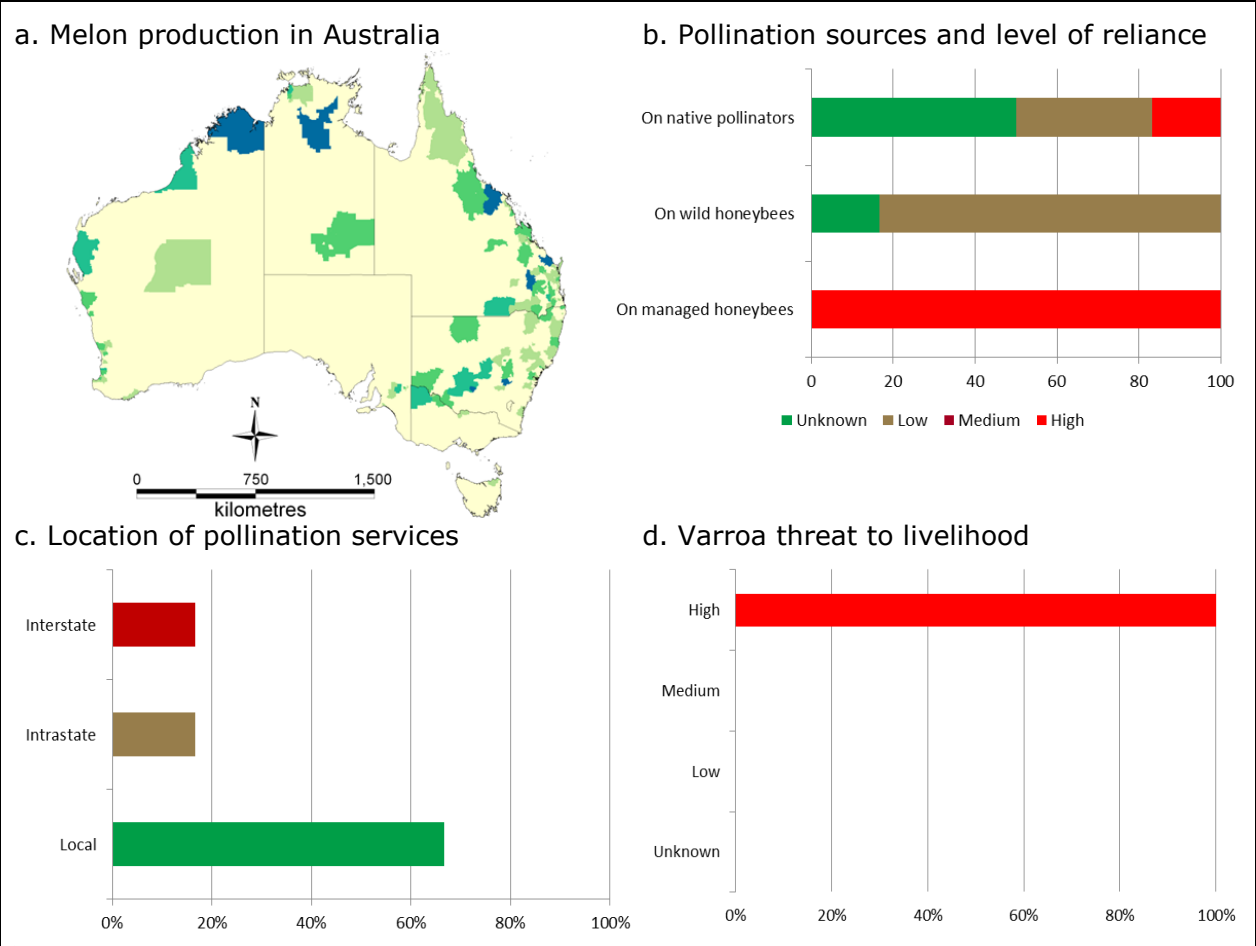 a. Melon production in Australia
N
0 750 1,500
kilometres
b. Pollination sources and level of reliance
On native pollinators
On wild honeybees
On managed honeybees
0 20 40 60 80 100
Unknown Low Medium High
c. Location of pollination services
Interstate
Intrastate
Local
0% 20% 40% 60% 80% 100%
d. Varroa threat to livelihood
High
Medium
Low
Unknown
0% 20% 40% 60% 80% 100%